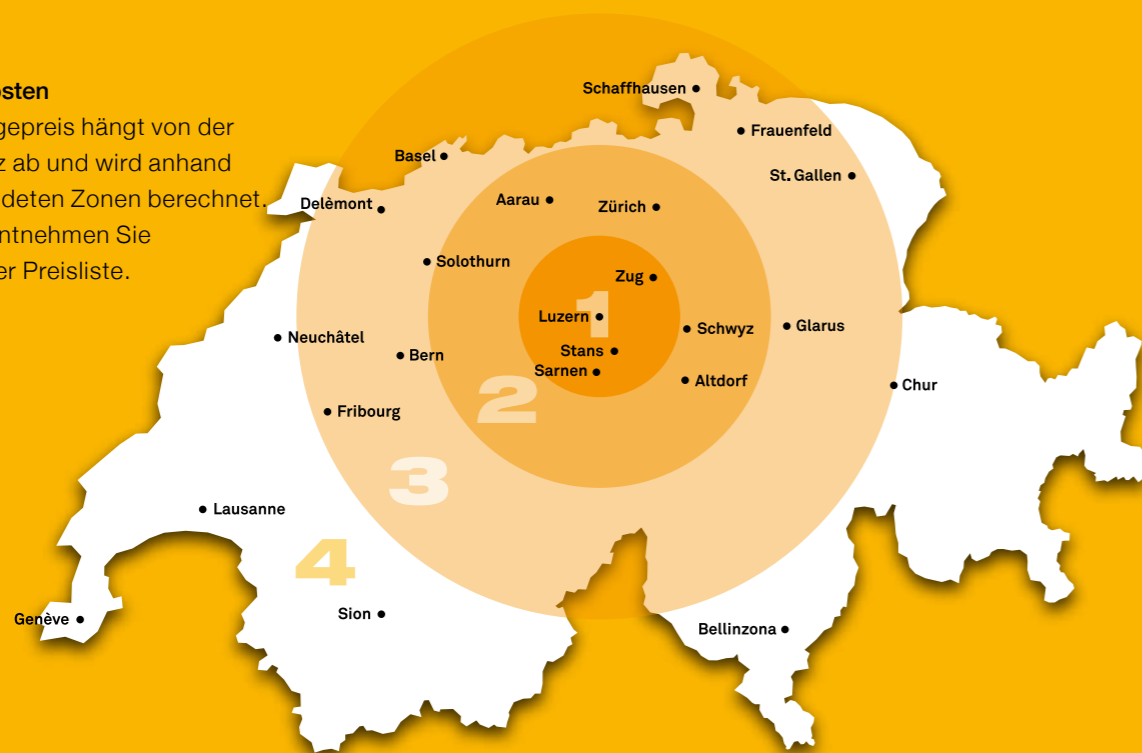 osten
gepreis hängt von der
z ab und wird anhand
deten Zonen berechnet.
entnehmen Sie
er Preisliste.
Schaffhausen
Frauenfeld
Basel
St. Gallen
Aarau
Zürich
Delèmont
Solothurn
Zug
1
Luzern
Schwyz
Glarus
Neuchâtel
Stans
Bern
Sarnen
Altdorf
Chur
2
Fribourg
3
Lausanne
4
Sion
Genève
Bellinzona